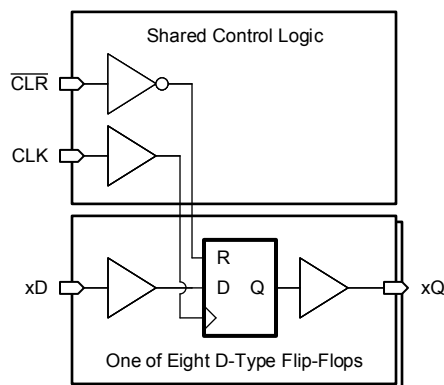 Shared Control Logic
CLR
CLK
R
xD
D Q
xQ
One of Eight D-Type Flip-Flops